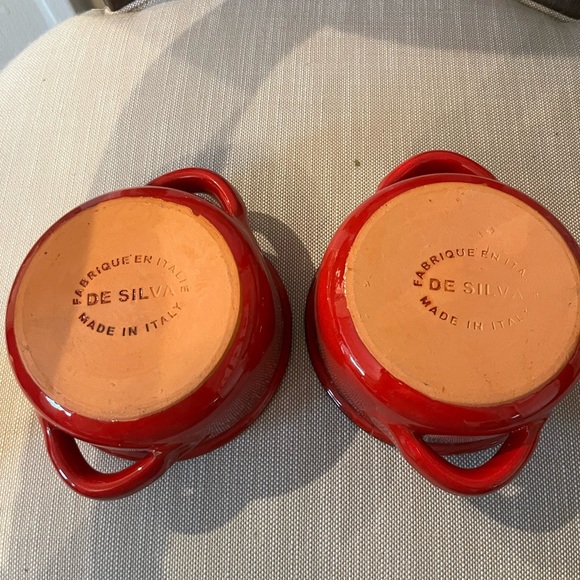 FABRIQUE EN ITALIE
DE SILVA
MADE IN ITALY
FABRIQUE EN ITA
DE SILVA
MADE IN ITALY